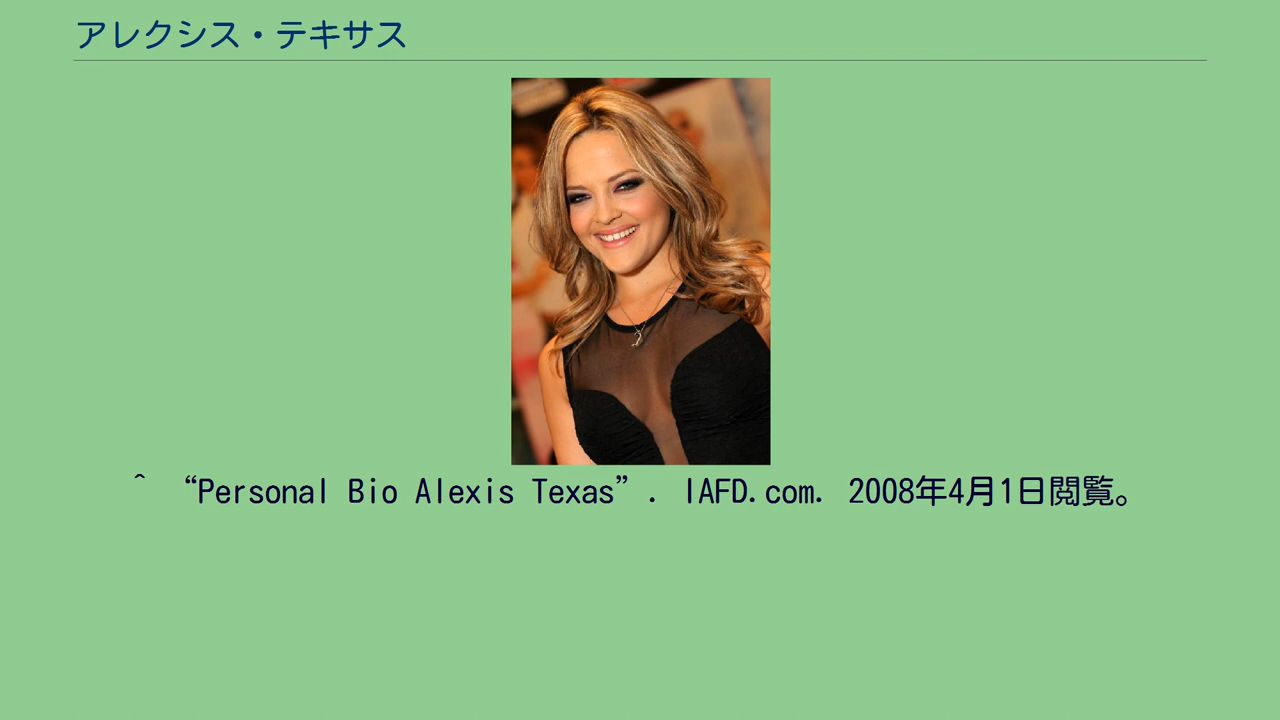 アレクシス・テキサス
^ “Personal Bio Alexis Texas”. IAFD.com. 2008年4月1日閲覧。